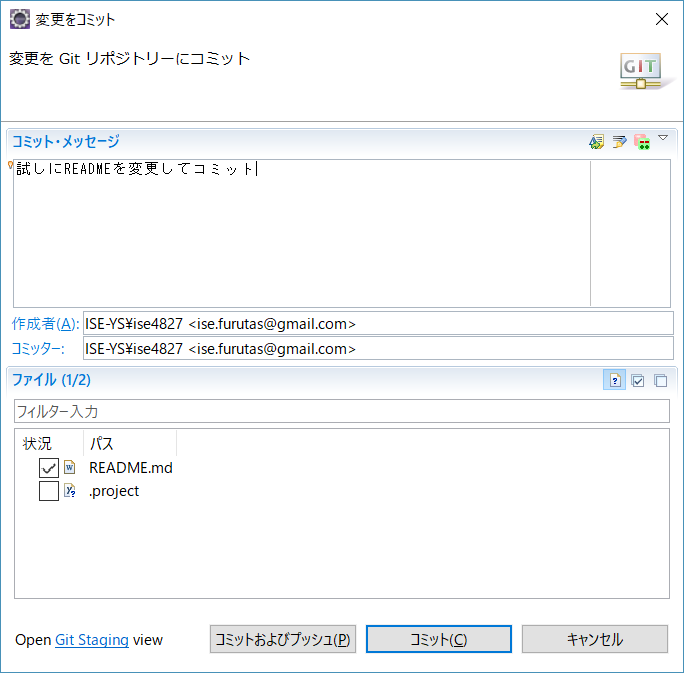 変更をコミット
変更を Git リポジトリーにコミット
GIT
コミット・メッセージ
試しにREADMEを変更してコミット
作成者(A): ISE-YS¥ise4827 <ise.furutas@gmail.com>
コミッター: ISE-YS¥ise4827 <ise.furutas@gmail.com>
ファイル (1/2)
フィルター入力
状況 パス
README.md
.project
Open Git Staging view コミットおよびプッシュ(P) コミット(C) キャンセル